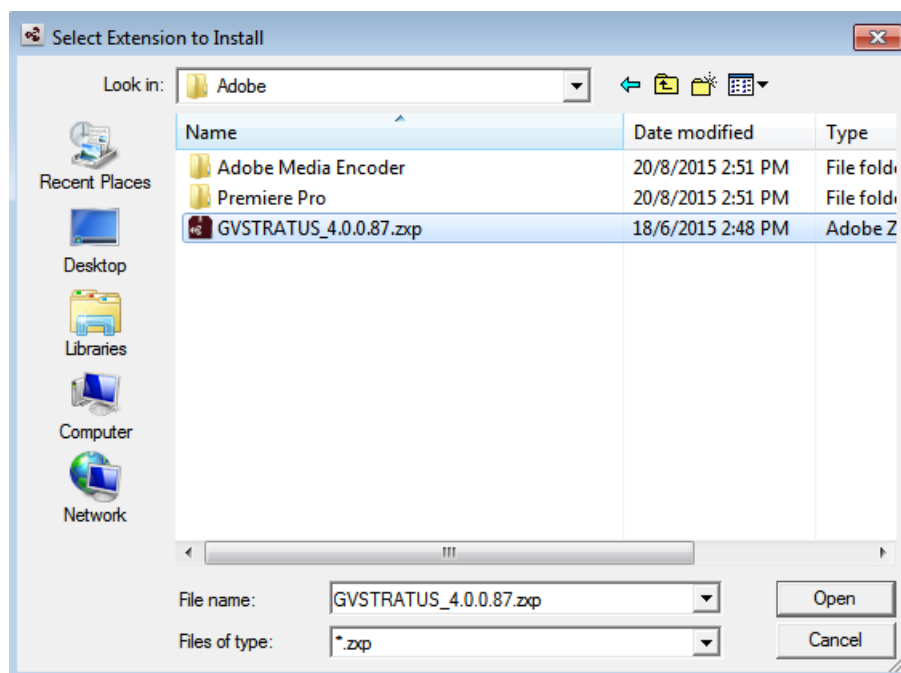 Select Extension to Install
Look in: Adobe
Name Date modified Type
Adobe Media Encoder 20/8/2015 2:51 PM File folde
Premiere Pro 20/8/2015 2:51 PM File folde
GVSTRATUS_4.0.0.87.zxp 18/6/2015 2:48 PM Adobe Z
Recent Places
Desktop
Libraries
Computer
Network
File name: GVSTRATUS_4.0.0.87.zxp Open
Files of type: *.zxp Cancel